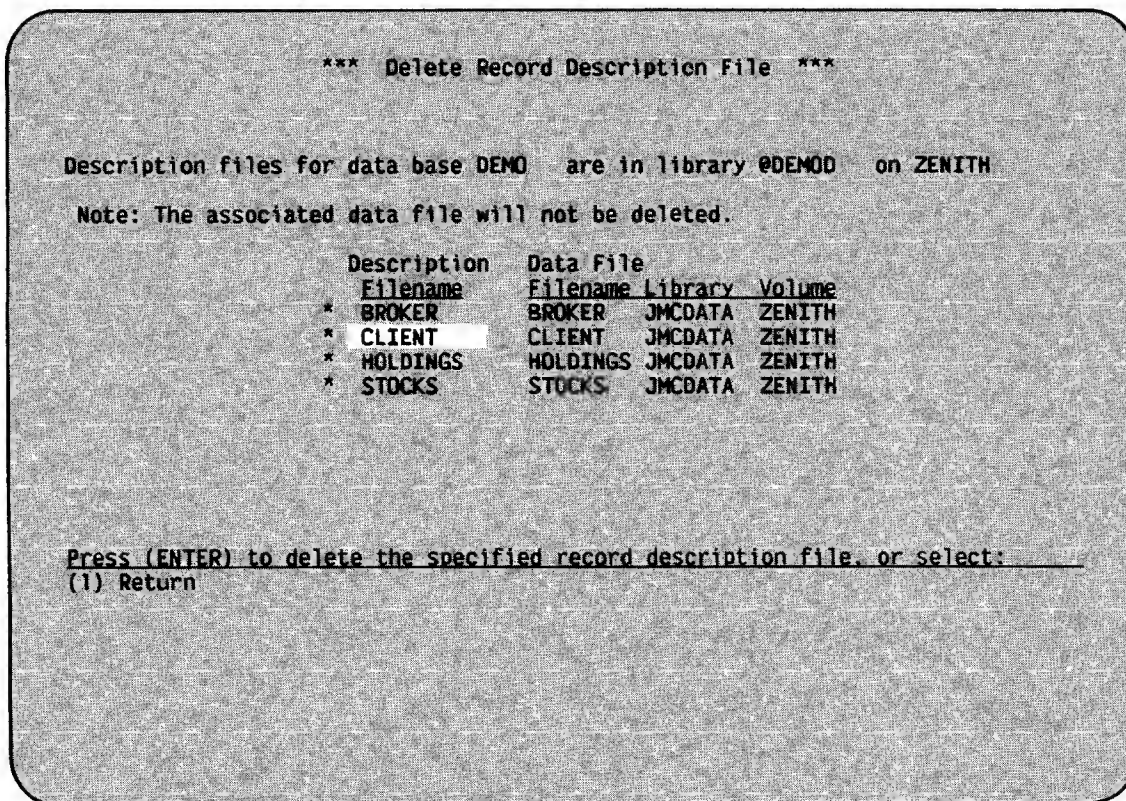 *** Delete Record Description File ***
Description files for data base DEMO are in library @DEMOD on ZENITH
Note: The associated data file will not be deleted.
Description Data File
Filename Filename Library Volume
* BROKER BROKER JMCDATA ZENITH
* CLIENT CLIENT JMCDATA ZENITH
* HOLDINGS HOLDINGS JMCDATA ZENITH
* STOCKS STOCKS JMCDATA ZENITH
Press (ENTER) to delete the specified record description file, or select:
(1) Return